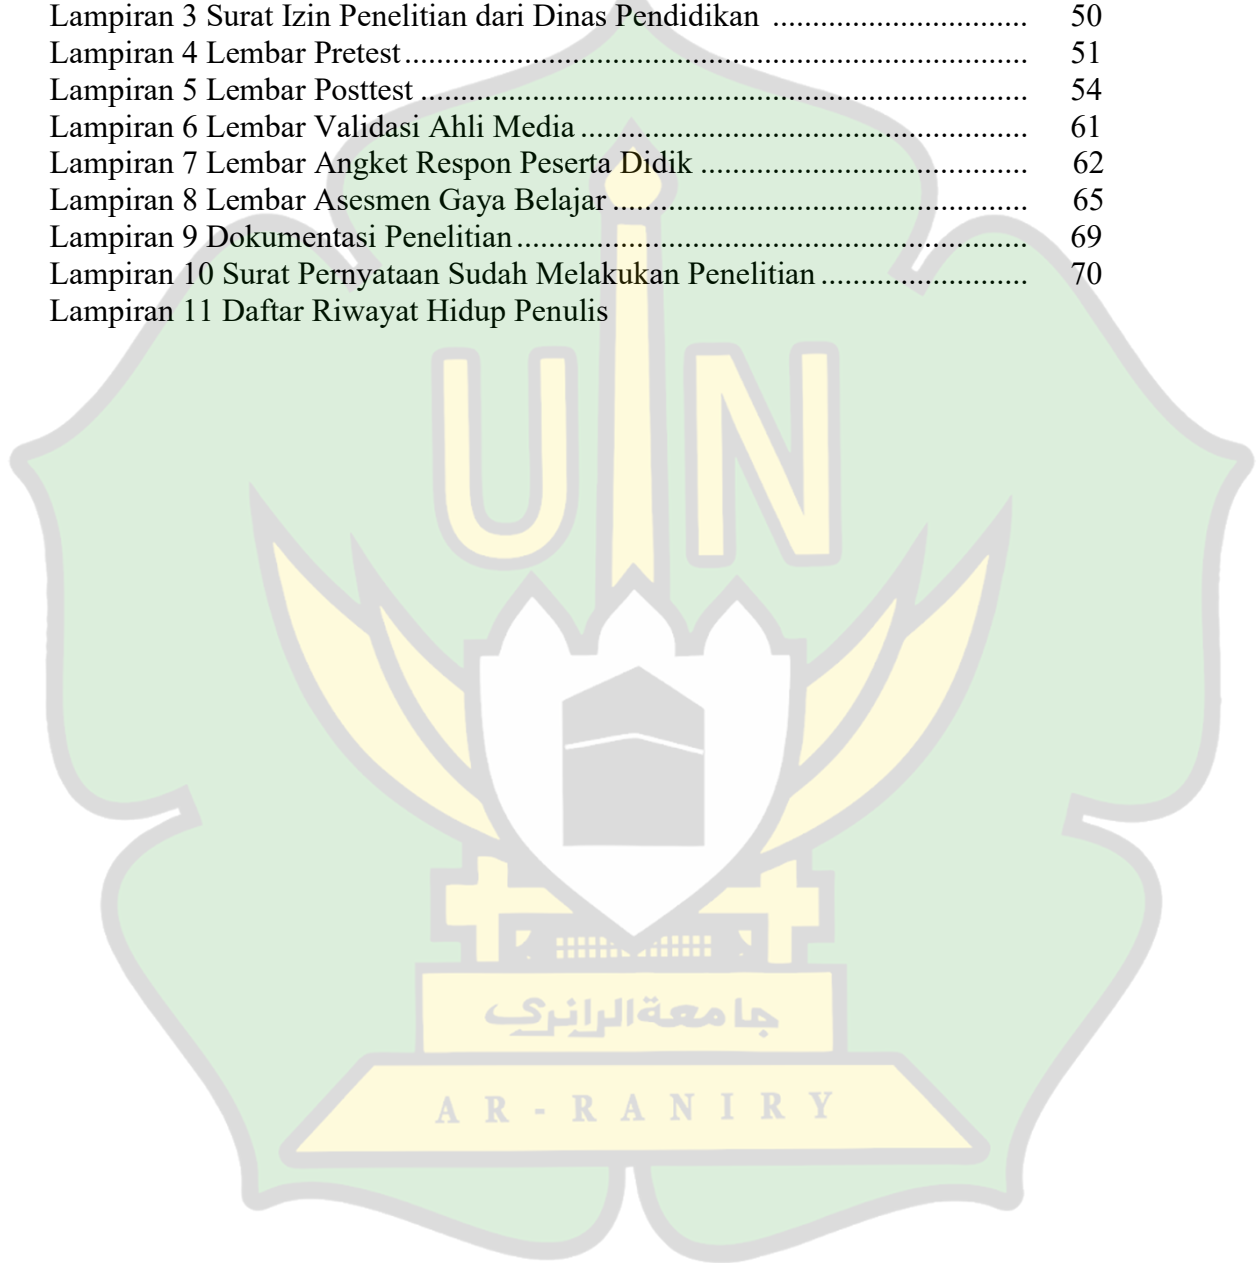 Lampiran 3 Surat Izin Penelitian dari Dinas Pendidikan ................................ 50
Lampiran 4 Lembar Pretest.............................................................................. 51
Lampiran 5 Lembar Posttest ............................................................................ 54
Lampiran 6 Lembar Validasi Ahli Media ........................................................ 61
Lampiran 7 Lembar Angket Respon Peserta Didik ......................................... 62
Lampiran 8 Lembar Asesmen Gaya Belajar .................................................... 65
Lampiran 9 Dokumentasi Penelitian ................................................................ 69
Lampiran 10 Surat Pernyataan Sudah Melakukan Penelitian .......................... 70
Lampiran 11 Daftar Riwayat Hidup Penulis
UIN
جامعة الرانري
AR-RANIRY